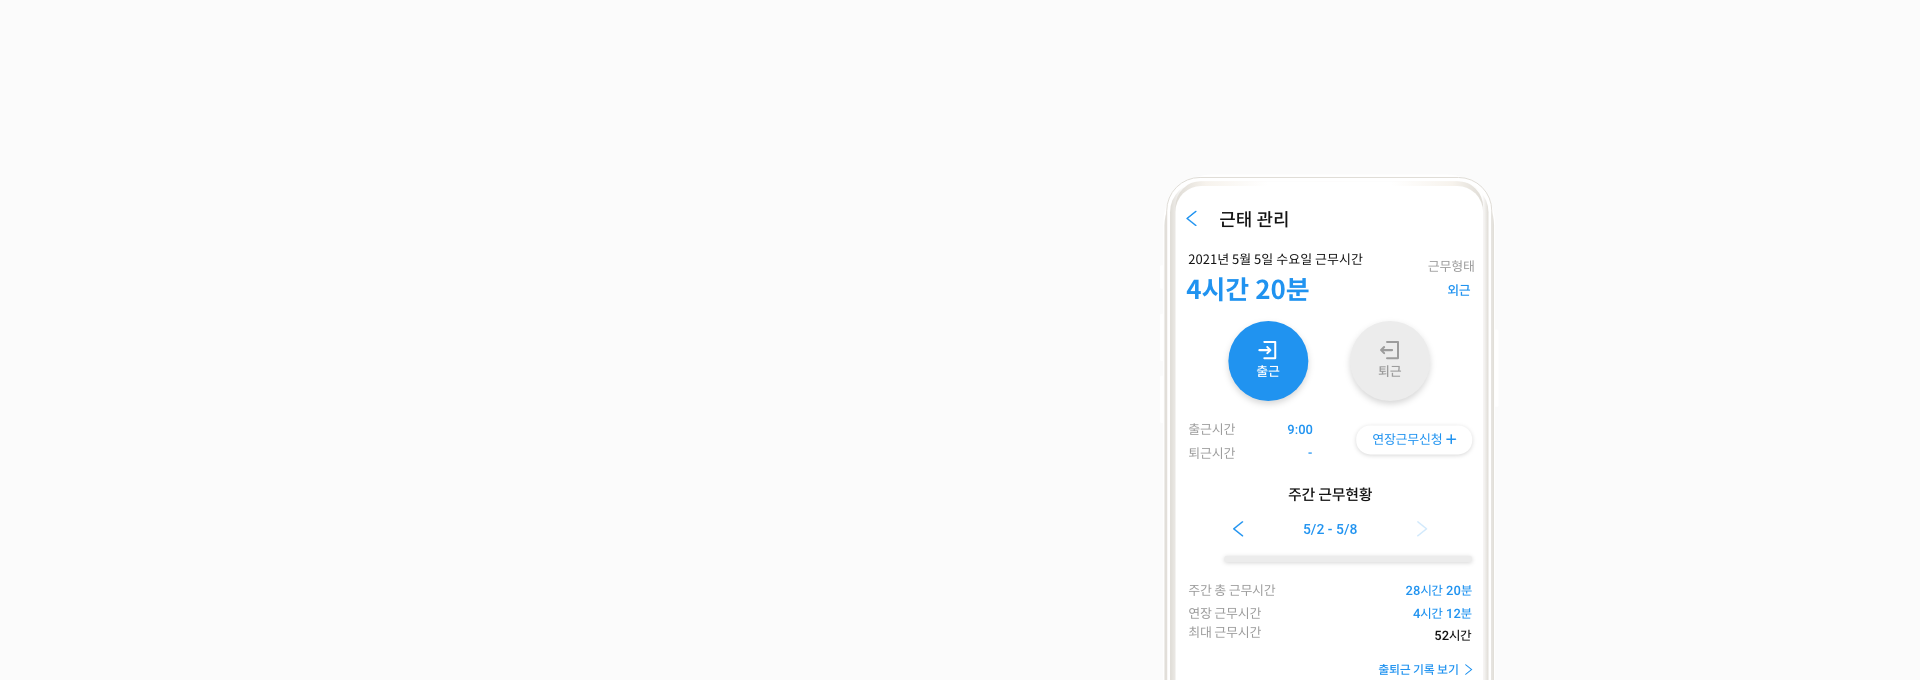 근태 관리
2021년 5월 5일 수요일 근무시간
근무형태
4시간 20분
외근
출근
퇴근
출근시간 9:00
연장근무신청 +
퇴근시간 -
주간 근무현황
5/2 - 5/8
주간 총 근무시간 28시간 20분
연장 근무시간 4시간 12분
최대 근무시간 52시간
출퇴근 기록 보기 >